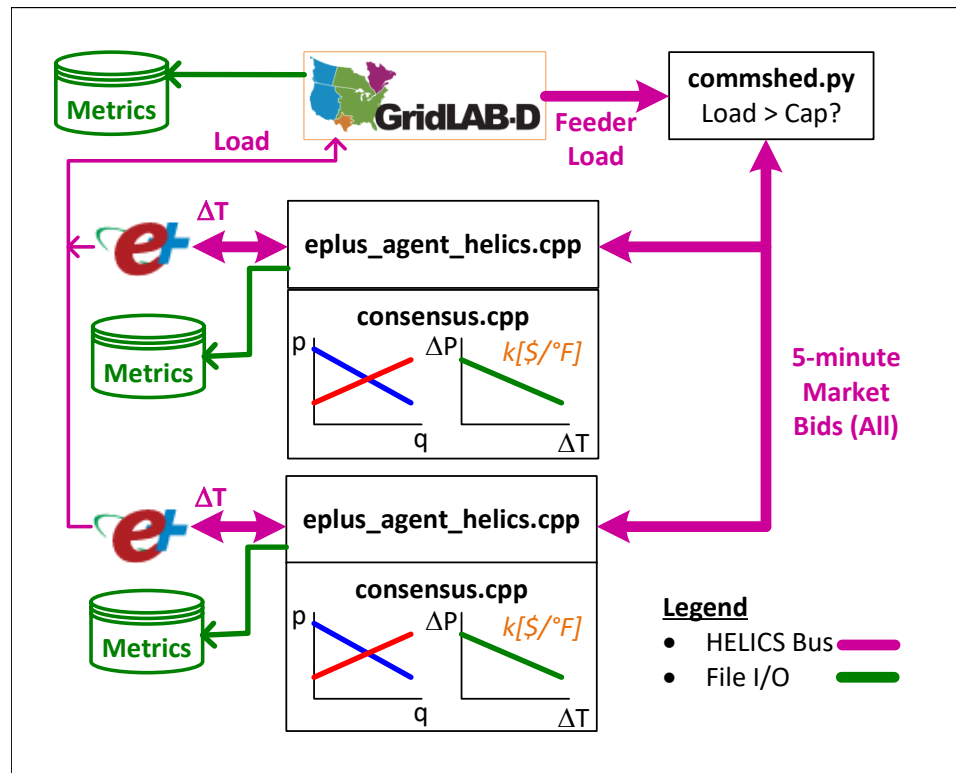 Metrics
GridLAB-D
commshed.py
Load > Cap?
Load
Feeder
Load
ΔT
e+
eplus_agent_helics.cpp
consensus.cpp
p
ΔP
k[$/°F]
q
ΔT
Metrics
5-minute
Market
Bids (All)
ΔT
e+
eplus_agent_helics.cpp
consensus.cpp
p
ΔP
k[$/°F]
q
ΔT
Metrics
Legend
• HELICS Bus
• File I/O